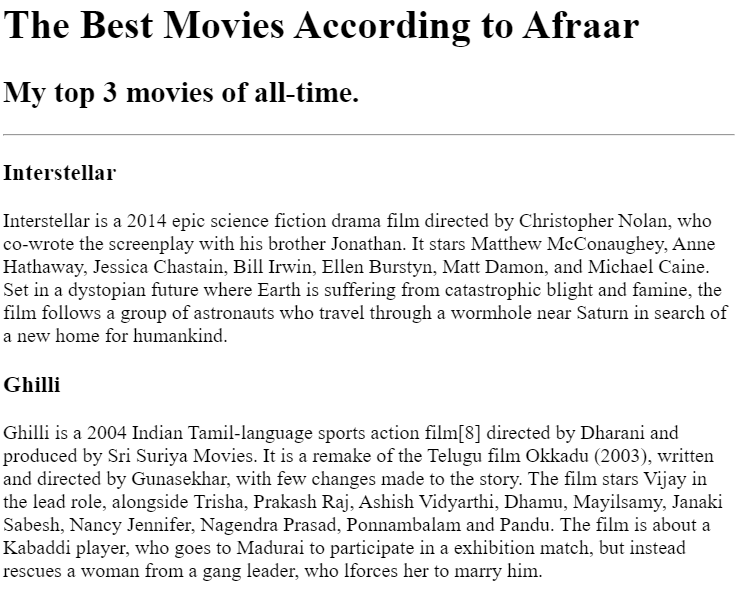 The Best Movies According to Afraar
My top 3 movies of all-time.
Interstellar
Interstellar is a 2014 epic science fiction drama film directed by Christopher Nolan, who
co-wrote the screenplay with his brother Jonathan. It stars Matthew McConaughey, Anne
Hathaway, Jessica Chastain, Bill Irwin, Ellen Burstyn, Matt Damon, and Michael Caine.
Set in a dystopian future where Earth is suffering from catastrophic blight and famine, the
film follows a group of astronauts who travel through a wormhole near Saturn in search of
a new home for humankind.
Ghilli
Ghilli is a 2004 Indian Tamil-language sports action film[8] directed by Dharani and
produced by Sri Suriya Movies. It is a remake of the Telugu film Okkadu (2003), written
and directed by Gunasekhar, with few changes made to the story. The film stars Vijay in
the lead role, alongside Trisha, Prakash Raj, Ashish Vidyarthi, Dhamu, Mayilsamy, Janaki
Sabesh, Nancy Jennifer, Nagendra Prasad, Ponnambalam and Pandu. The film is about a
Kabaddi player, who goes to Madurai to participate in a exhibition match, but instead
rescues a woman from a gang leader, who lforces her to marry him.